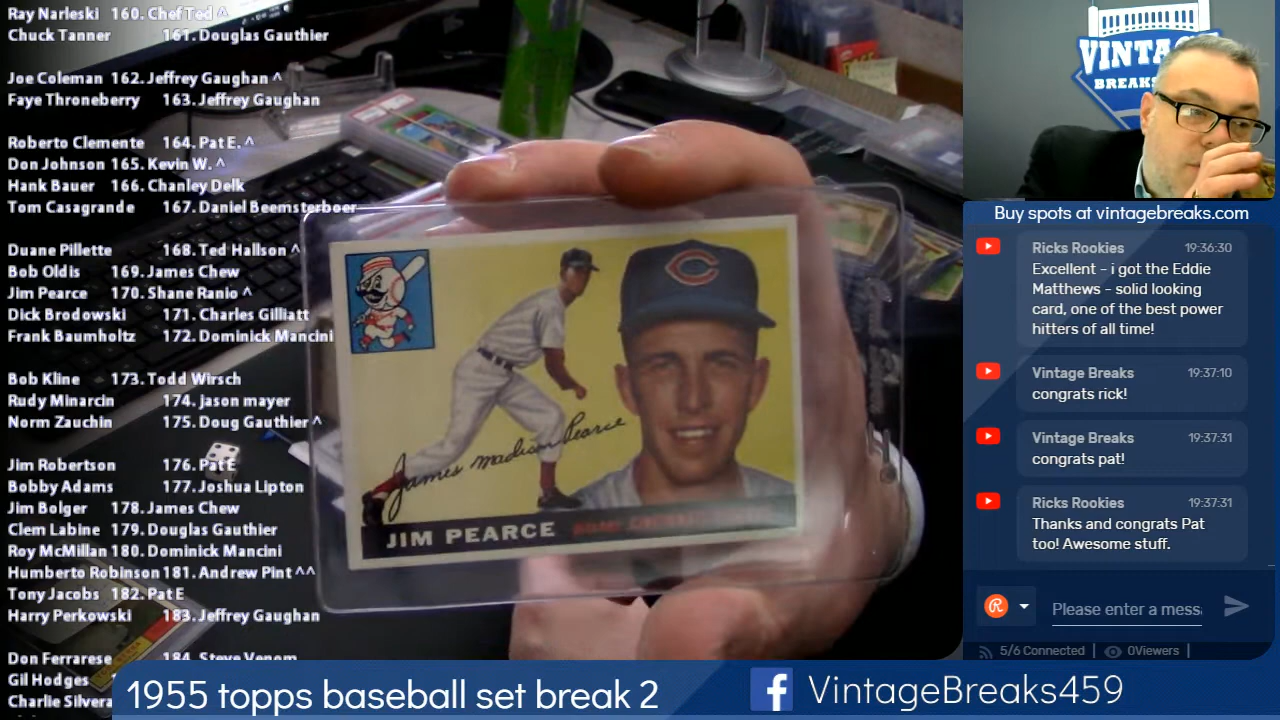 Ray Narleski 160. Chef Ted ^
Chuck Tanner 161. Douglas Gauthier
Joe Coleman 162. Jeffrey Gaughan ^
Faye Throneberry 163. Jeffrey Gaughan
Roberto Clemente 164. Pat E. ^
Don Johnson 165. Kevin W. ^
Hank Bauer 166. Chanley Delk
Tom Casagrande 167. Daniel Beemsterboer
Duane Pillette 168. Ted Hallson ^
Bob Oldis 169. James Chew
Jim Pearce 170. Shane Ranio ^
Dick Brodowski 171. Charles Gilliatt
Frank Baumholtz 172. Dominick Mancini
Bob Kline 173. Todd Wirsch
Rudy Minarcin 174. Jason mayer
Norm Zauchin 175. Doug Gauthier ^
Jim Robertson 176. Pat E
Bobby Adams 177. Joshua Lipton
Jim Bolger 178. James Chew
Clem Labine 179. Douglas Gauthier
Roy McMillan 180. Dominick Mancini
Humberto Robinson 181. Andrew Pint ^^
Tony Jacobs 182. Pat E
Harry Perkowski 183. Jeffrey Gaughan
Don Ferrarese 184. Steve Venom
Gil Hodges
Charlie Silvera
C
James Madison Pearce
JIM PEARCE
VINTAGE
BREAKS
Buy spots at vintagebreaks.com
Ricks Rookies 19:36:30
Excellent - i got the Eddie
Matthews - solid looking
card, one of the best power
hitters of all time!
Vintage Breaks 19:37:10
congrats rick!
Vintage Breaks 19:37:31
congrats pat!
Ricks Rookies 19:37:31
Thanks and congrats Pat
too! Awesome stuff.
Please enter a messa
5/6 Connected | 0Viewers |
1955 topps baseball set break 2
f VintageBreaks459